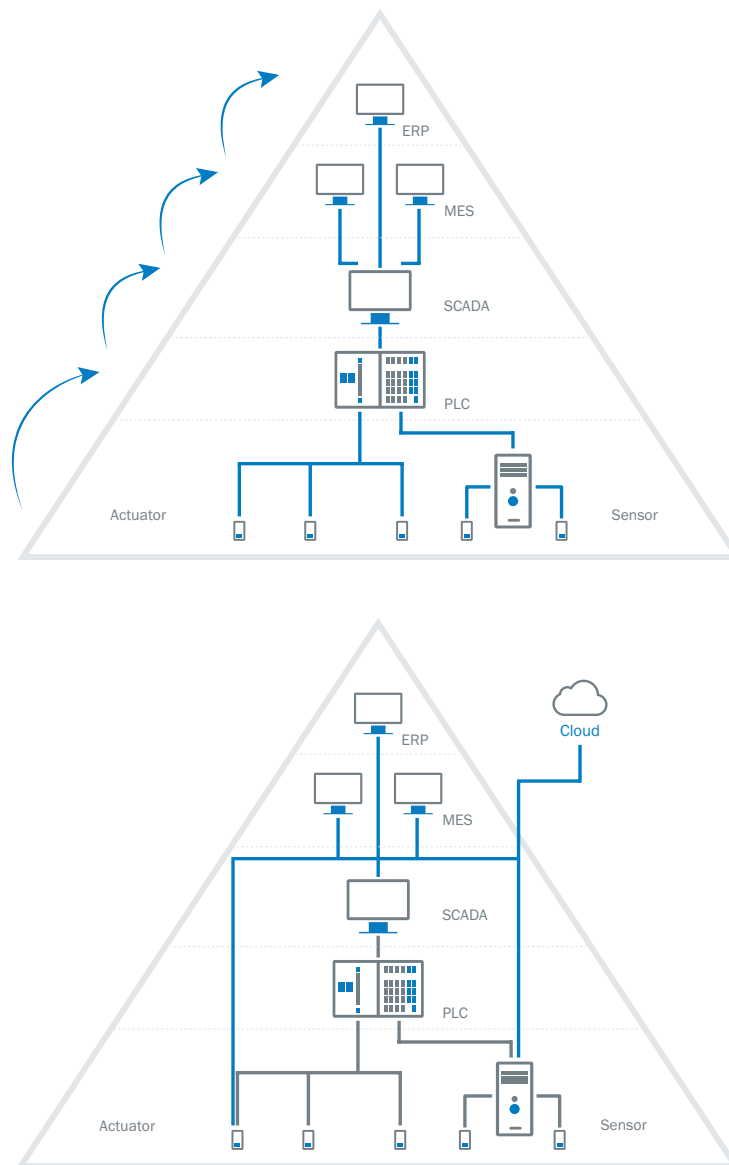 ERP
MES
SCADA
PLC
Actuator
Sensor
Cloud
ERP
MES
SCADA
PLC
Actuator
Sensor